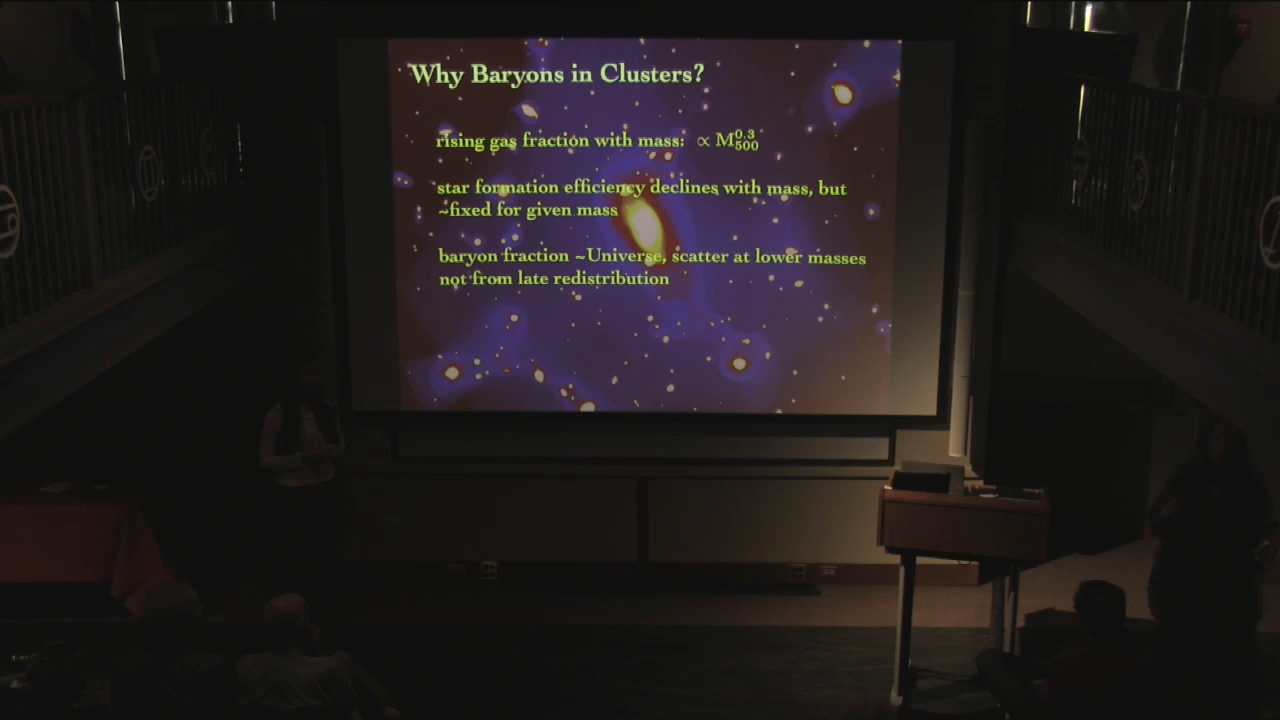 Why Baryons in Clusters?
rising gas fraction with mass: ∝ M_500^0.3
star formation efficiency declines with mass, but
~fixed for given mass
baryon fraction ~Universe, scatter at lower masses
not from late redistribution